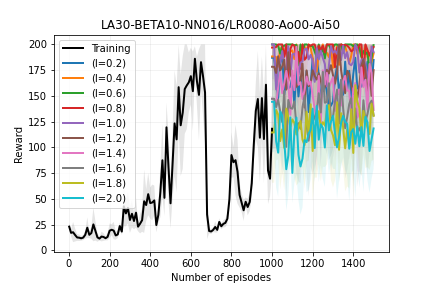 LA30-BETA10-NN016/LR0080-Ao00-Ai50
Reward
200
175
150
125
100
75
50
25
0
Training
(l=0.2)
(l=0.4)
(l=0.6)
(l=0.8)
(l=1.0)
(l=1.2)
(l=1.4)
(l=1.6)
(l=1.8)
(l=2.0)
0 200 400 600 800 1000 1200 1400
Number of episodes